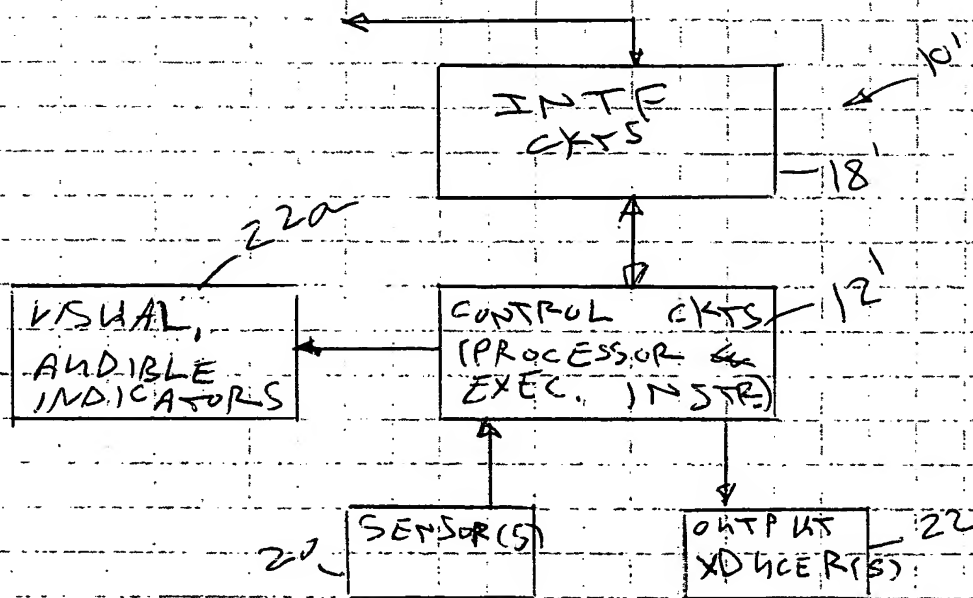 10'
INTF
CKTS
18'
22a
VISUAL,
AUDIBLE
INDICATORS
CONTROL CKTS
(PROCESSOR &
EXEC. INSTR)
12'
SENSOR(S)
20
OUTPUT
XDUCER(S)
22